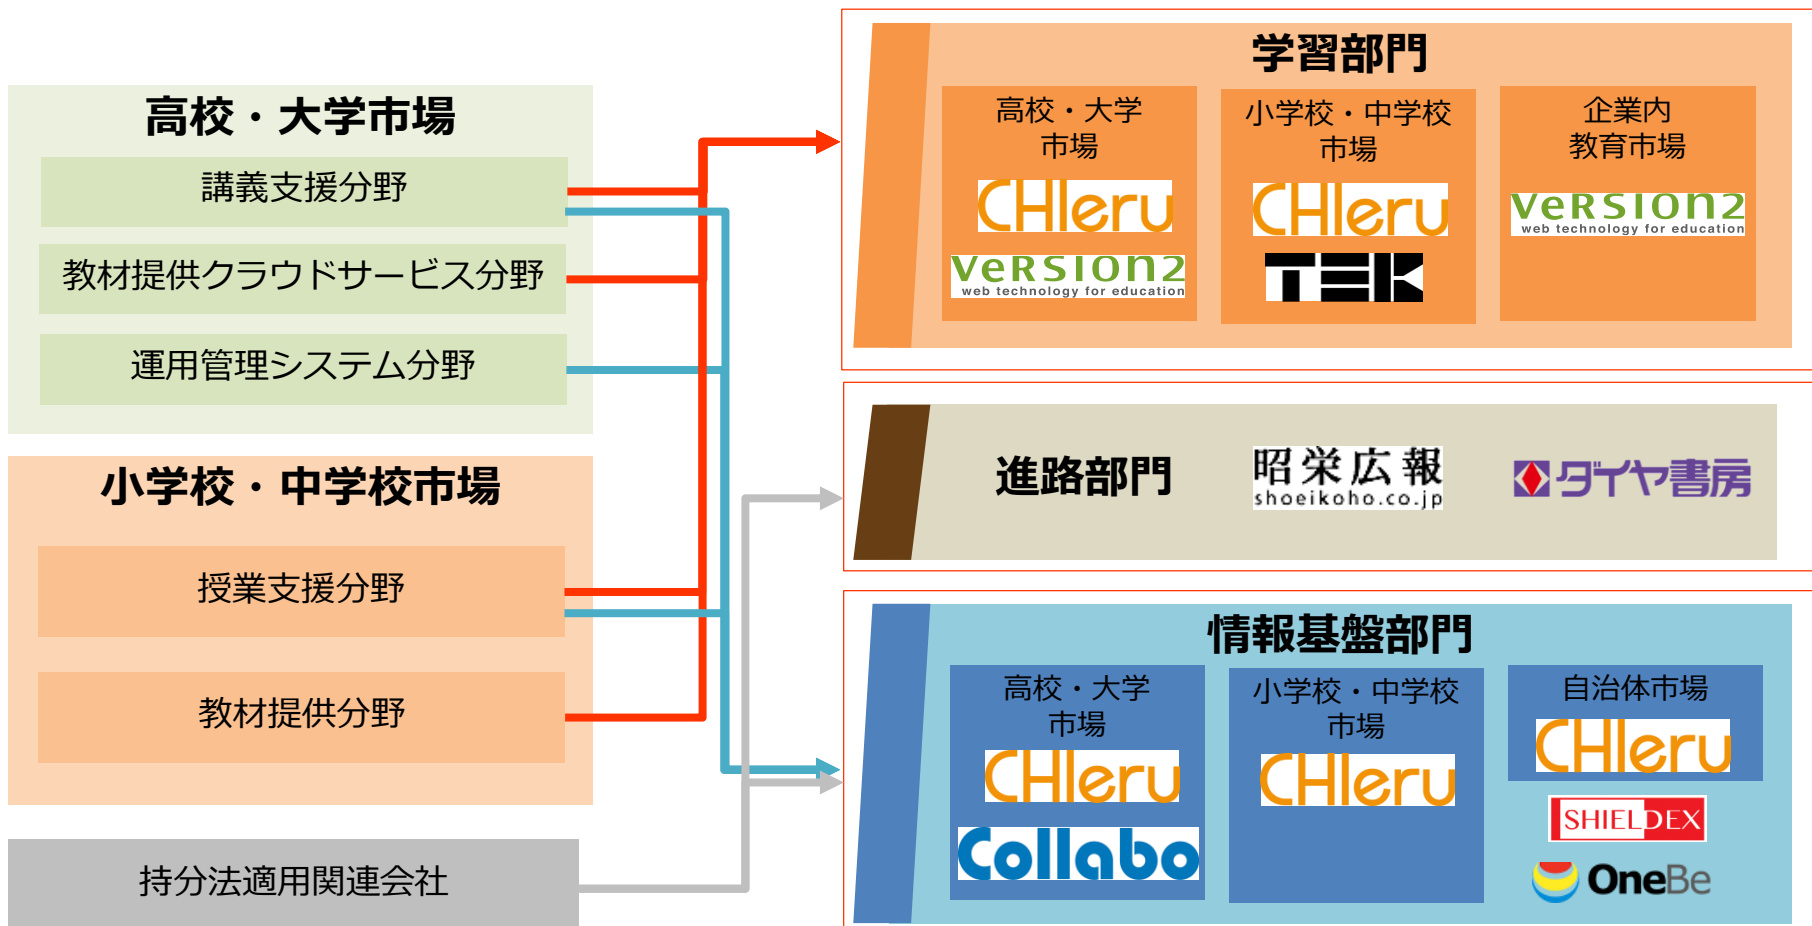 高校・大学市場
講義支援分野
教材提供クラウドサービス分野
運用管理システム分野
小学校・中学校市場
授業支援分野
教材提供分野
持分法適用関連会社
学習部門
高校・大学
市場
CHIeru
VeRSIOn2
web technology for education
小学校・中学校
市場
CHIeru
TEK
企業内
教育市場
VeRSIOn2
web technology for education
進路部門
昭栄広報
shoeikoho.co.jp
ダイヤ書房
情報基盤部門
高校・大学
市場
CHIeru
Collabo
小学校・中学校
市場
CHIeru
自治体市場
CHIeru
SHIELDEX
OneBe